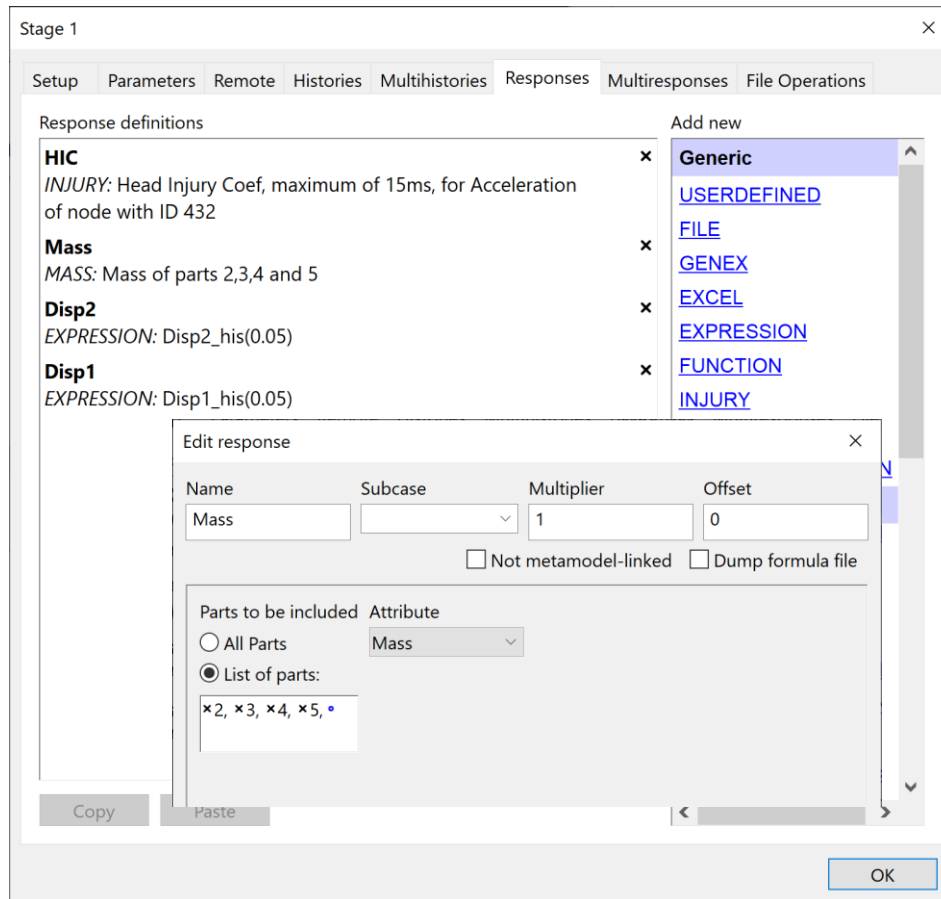 Stage 1
Setup Parameters Remote Histories Multihistories Responses Multiresponses File Operations
Response definitions
HIC
INJURY: Head Injury Coef, maximum of 15ms, for Acceleration
of node with ID 432
Mass
MASS: Mass of parts 2,3,4 and 5
Disp2
EXPRESSION: Disp2_his(0.05)
Disp1
EXPRESSION: Disp1_his(0.05)
Add new
Generic
USERDEFINED
FILE
GENEX
EXCEL
EXPRESSION
FUNCTION
INJURY
N
Edit response
Name Subcase Multiplier Offset
Mass 1 0
Not metamodel-linked Dump formula file
Parts to be included Attribute
All Parts Mass
List of parts:
×2, ×3, ×4, ×5,
Copy Paste
OK